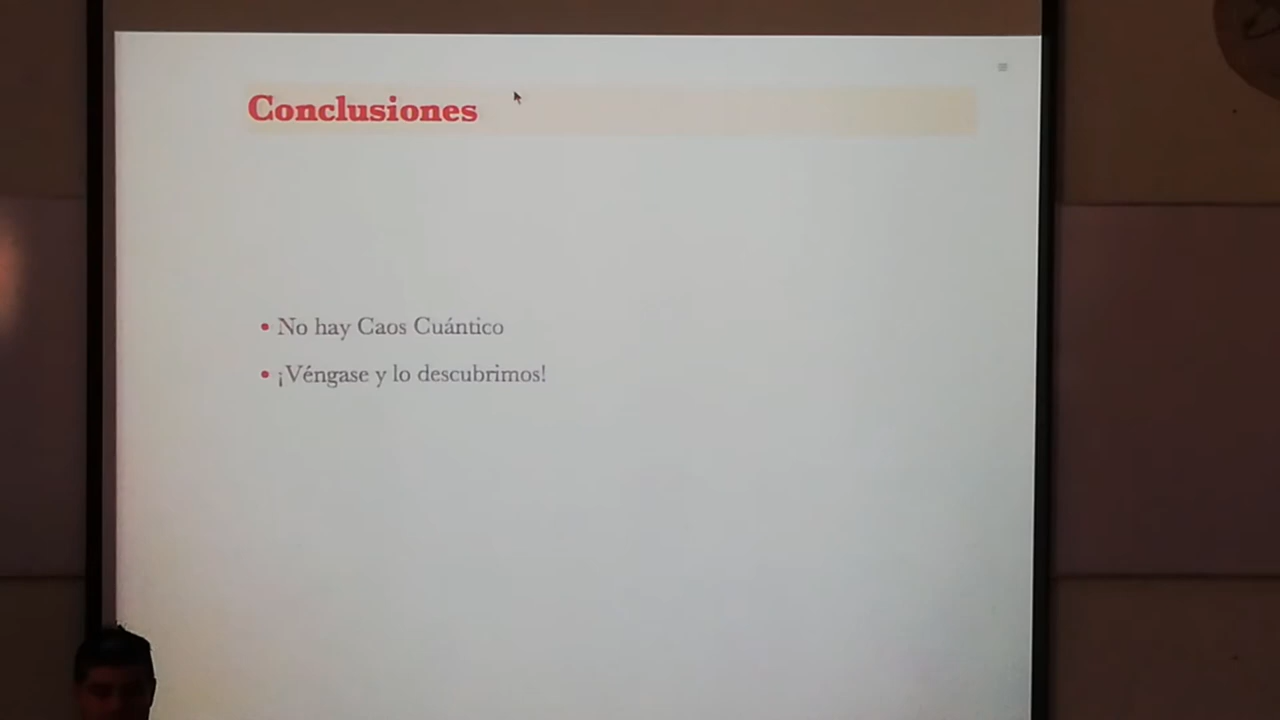 Conclusiones
• No hay Caos Cuántico
• ¡Véngase y lo descubrimos!